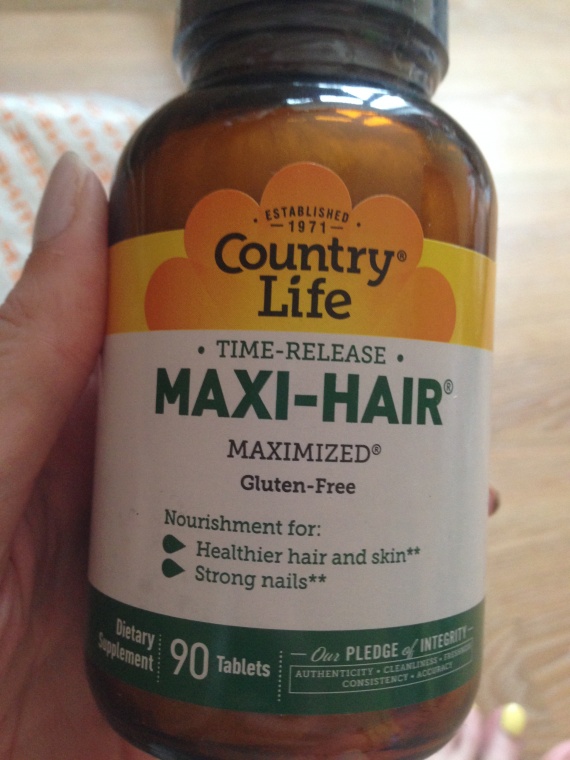 • ESTABLISHED •
—1971—
Country®
Life
• TIME-RELEASE •
MAXI-HAIR®
MAXIMIZED®
Gluten-Free
Nourishment for:
Healthier hair and skin**
Strong nails**
Dietary
Supplement
90 Tablets
— Our PLEDGE of INTEGRITY —
AUTHENTICITY • CLEANLINESS • FRESHNESS
CONSISTENCY • ACCURACY